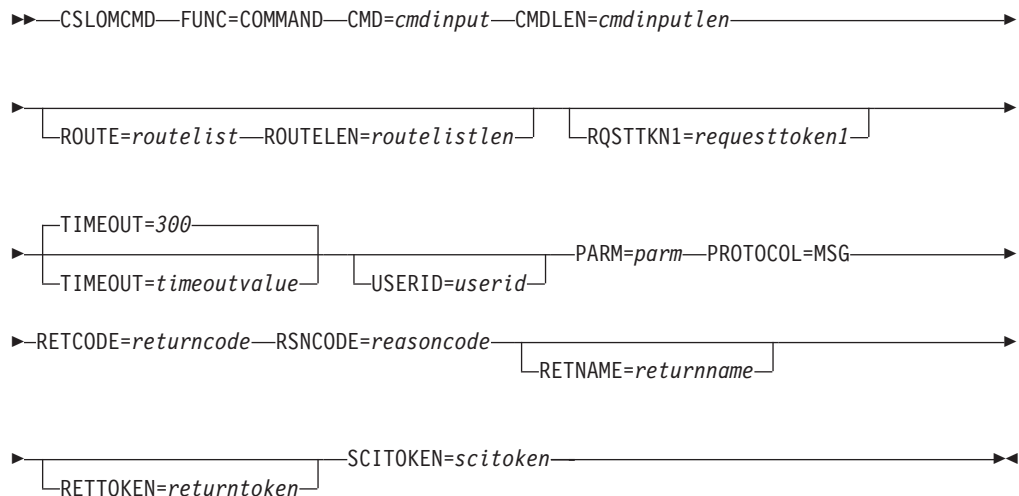 CSLOMCMD FUNC=COMMAND CMD=cmdinput CMDLEN=cmdinputlen
ROUTE=routelist ROUTELEN=routelistlen RQSTTKN1=requesttoken1
TIMEOUT=300
TIMEOUT=timeoutvalue USERID=userid PARM=parm PROTOCOL=MSG
RETCODE=returncode RSNCODE=reasoncode
RETNAME=returnname
SCITOKEN=scitoken
RETTOKEN=returntoken